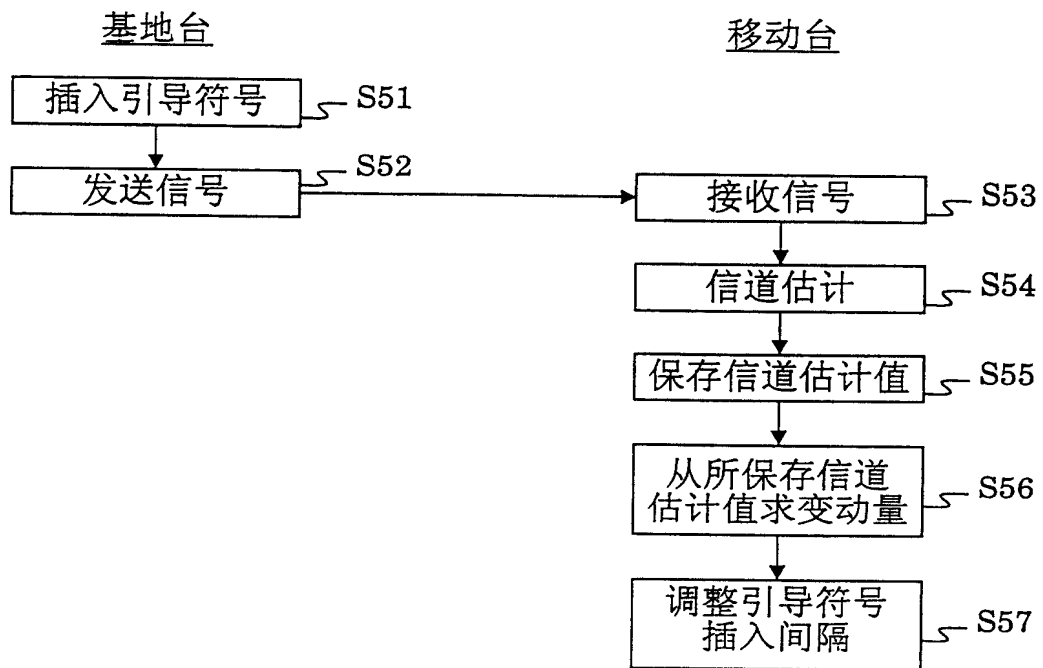 基地台
移动台
插入引导符号
S51
发送信号
S52
接收信号
S53
信道估计
S54
保存信道估计值
S55
从所保存信道
估计值求变动量
S56
调整引导符号
插入间隔
S57